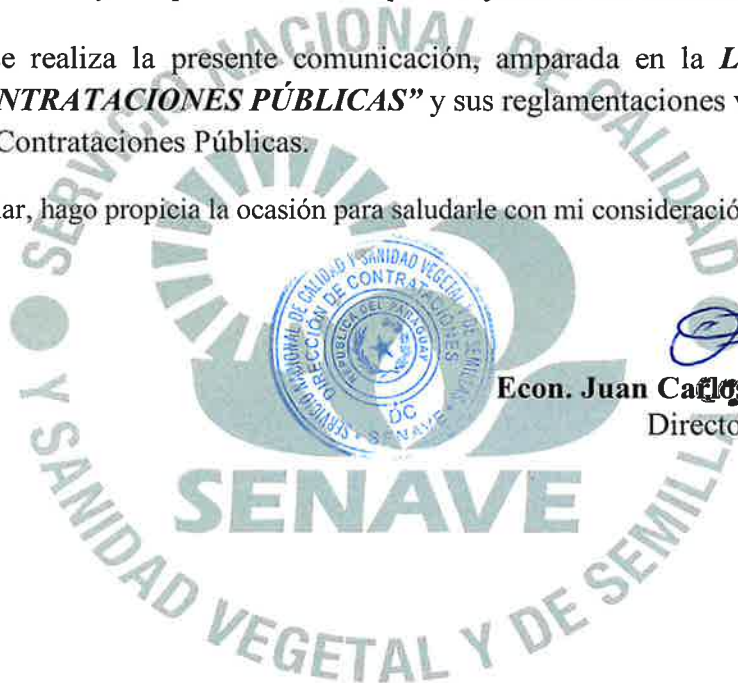 e realiza la presente comunicación, amparada en la L
NTRATACIONES PÚBLICAS” y sus reglamentaciones v
Contrataciones Públicas.
ar, hago propicia la ocasión para saludarle con mi consideració
SERVICIO NACIONAL DE CALIDAD Y SANIDAD VEGETAL Y DE SEMILLAS
DIRECCIÓN DE CONTRATACIONES
REPÚBLICA DEL PARAGUAY
DC
SENAVE
Econ. Juan Carlos
Directo
SERVICIO NACIONAL DE CALIDAD
Y SANIDAD VEGETAL Y DE SEMILL
SENAVE